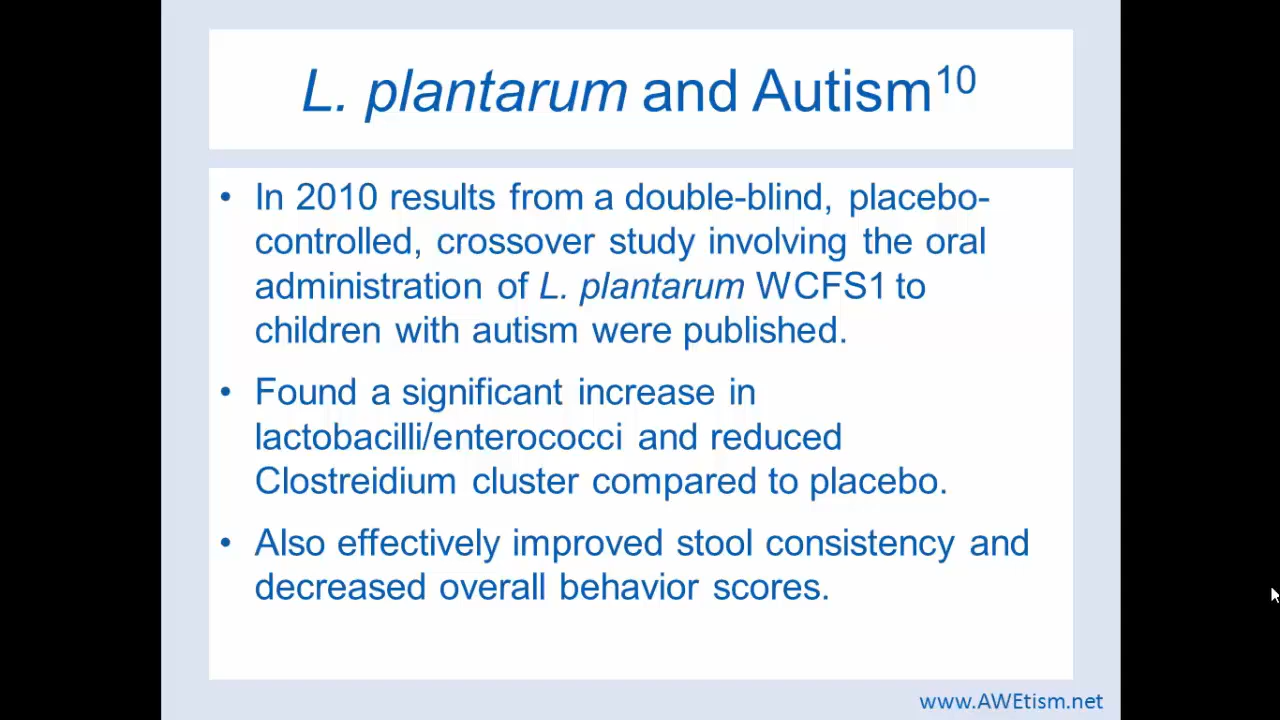 L. plantarum and Autism10
• In 2010 results from a double-blind, placebo-
controlled, crossover study involving the oral
administration of L. plantarum WCFS1 to
children with autism were published.
• Found a significant increase in
lactobacilli/enterococci and reduced
Clostreidium cluster compared to placebo.
• Also effectively improved stool consistency and
decreased overall behavior scores.
www.AWEtism.net